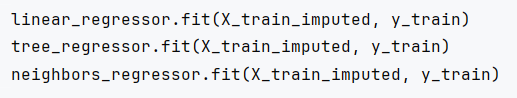 linear_regressor.fit(X_train_imputed, y_train)
tree_regressor.fit(X_train_imputed, y_train)
neighbors_regressor.fit(X_train_imputed, y_train)